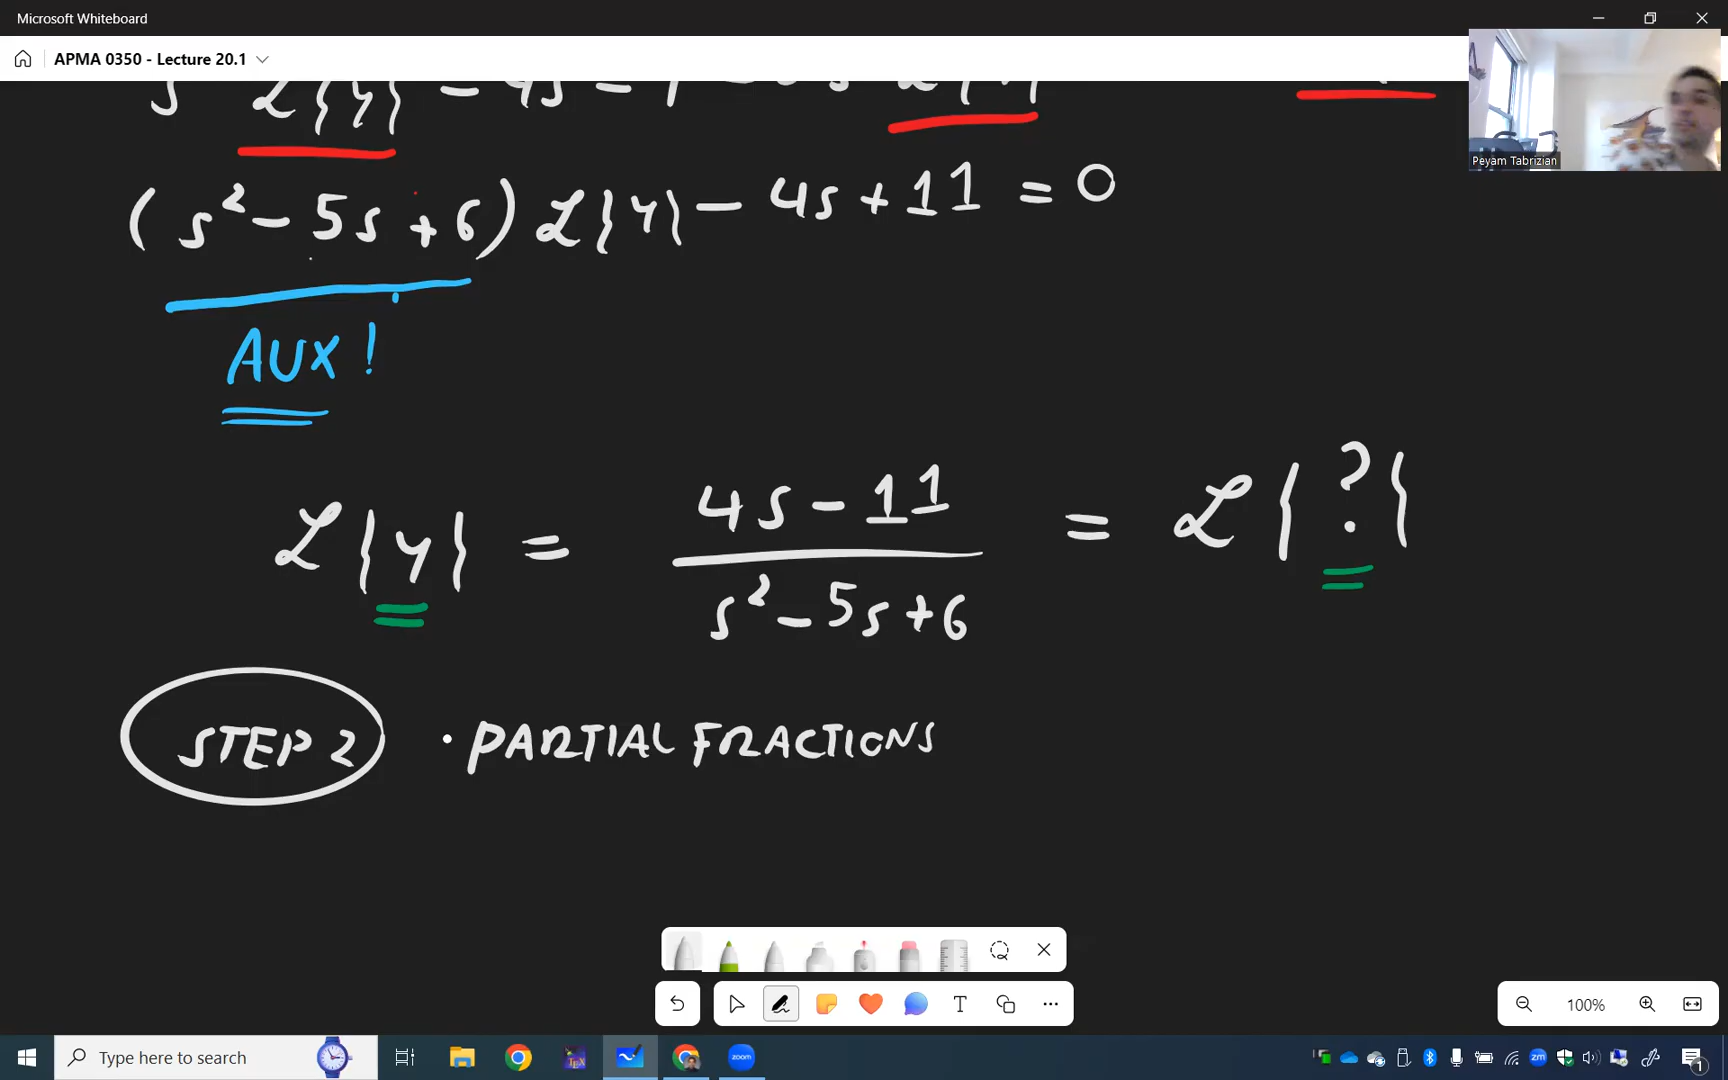 Microsoft Whiteboard
APMA 0350 - Lecture 20.1
Peyam Tabrizian
(s² - 5s + 6) ℒ{y} - 4s + 11 = 0
AUX!
ℒ{y} = (4s - 11)/(s² - 5s + 6) = ℒ{?}
STEP 2 · PARTIAL FRACTIONS
T
100%
Type here to search
zoom